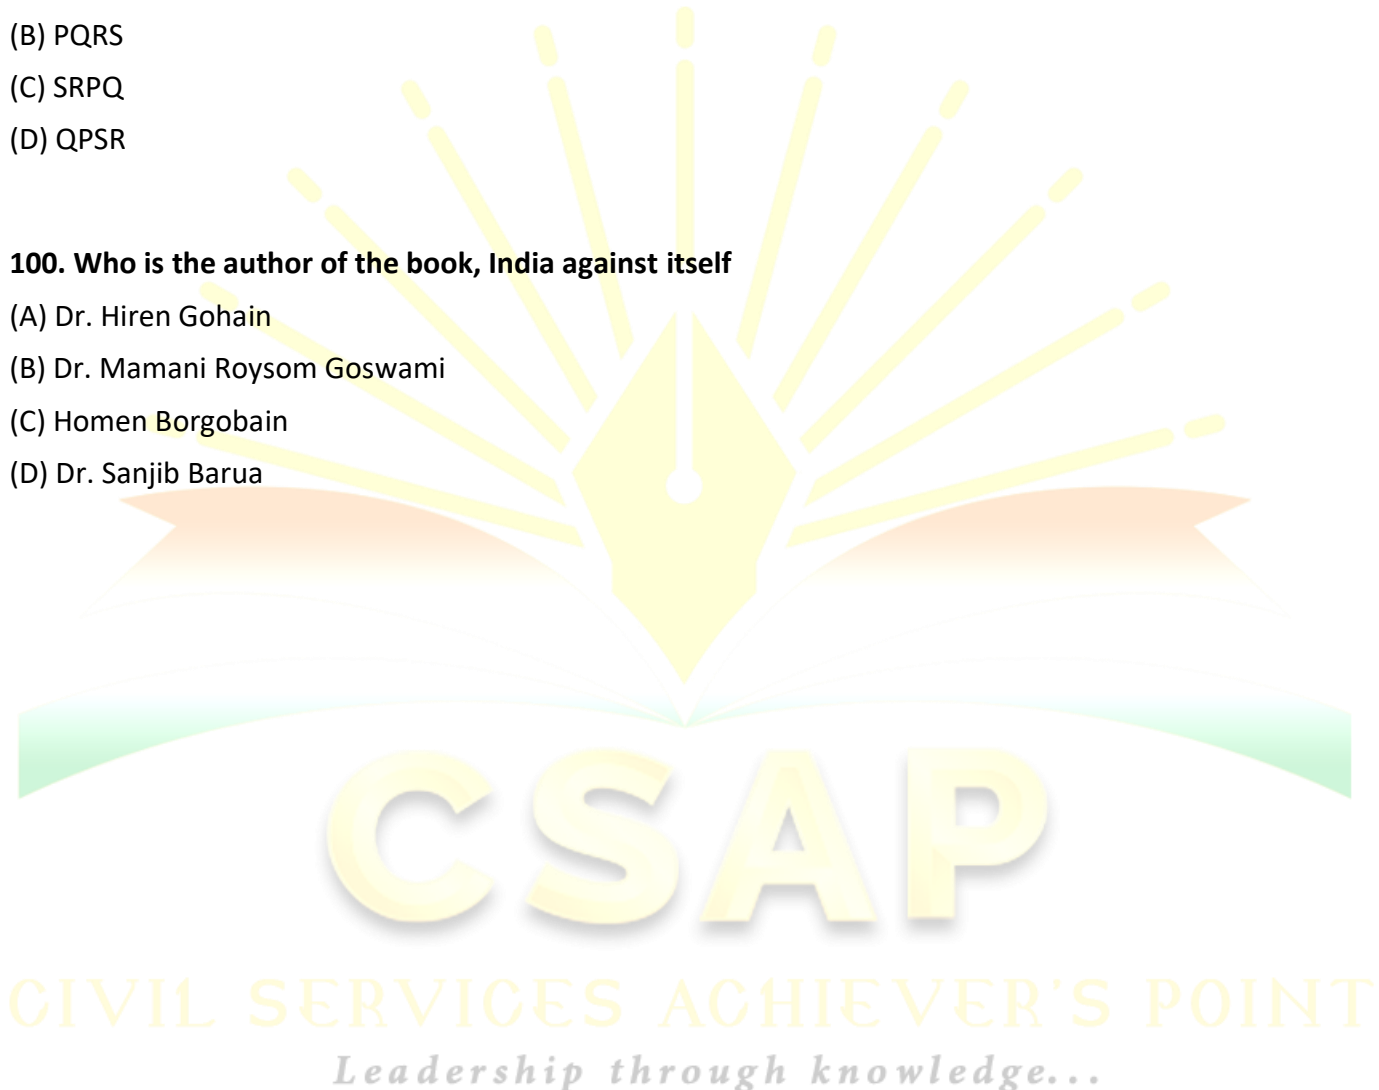 (B) PQRS
(C) SRPQ
(D) QPSR
100. Who is the author of the book, India against itself
(A) Dr. Hiren Gohain
(B) Dr. Mamani Roysom Goswami
(C) Homen Borgobain
(D) Dr. Sanjib Barua
CSAP
CIVIL SERVICES ACHIEVER'S POINT
Leadership through knowledge...